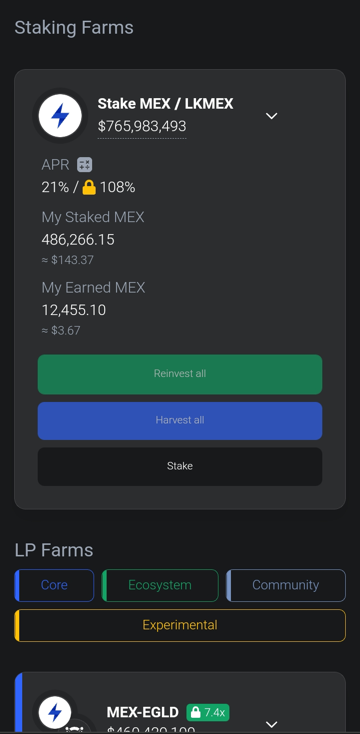 Staking Farms
Stake MEX / LKMEX
$765,983,493
APR
21% / 108%
My Staked MEX
486,266.15
≈ $143.37
My Earned MEX
12,455.10
≈ $3.67
Reinvest all
Harvest all
Stake
LP Farms
Core Ecosystem Community
Experimental
MEX-EGLD 7.4x